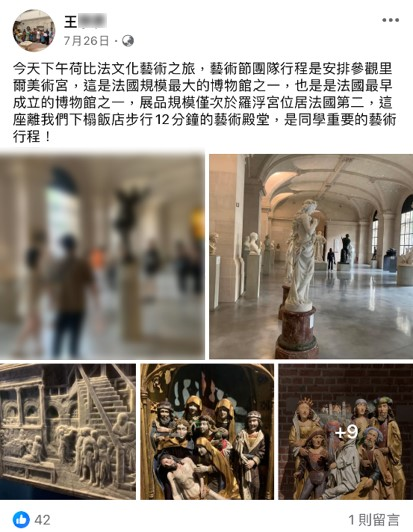 王
7月26日
今天下午荷比法文化藝術之旅，藝術節團隊行程是安排參觀里
爾美術宮，這是法國規模最大的博物館之一，也是是法國最早
成立的博物館之一，展品規模僅次於羅浮宮位居法國第二，這
座離我們下榻飯店步行12分鐘的藝術殿堂，是同學重要的藝術
行程！
+9
42
1 則留言